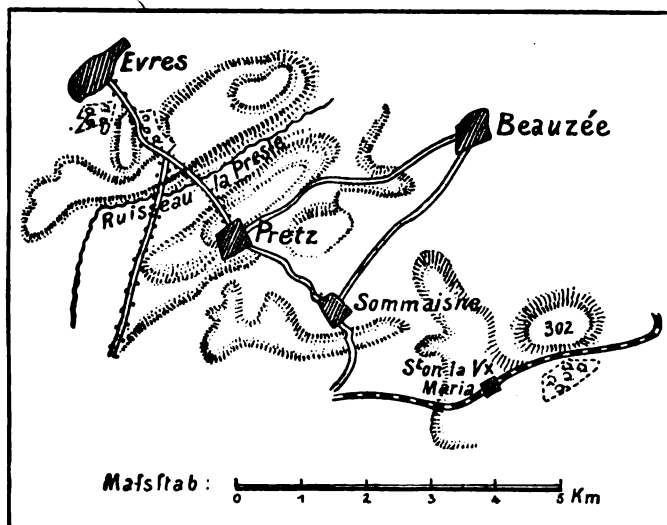 Evres
Beauzée
Ruisseau la Presle
Pretz
Sommaisne
302
Ston la Vx
Maria
Maſsſtab :
0 1 2 3 4 5 Km